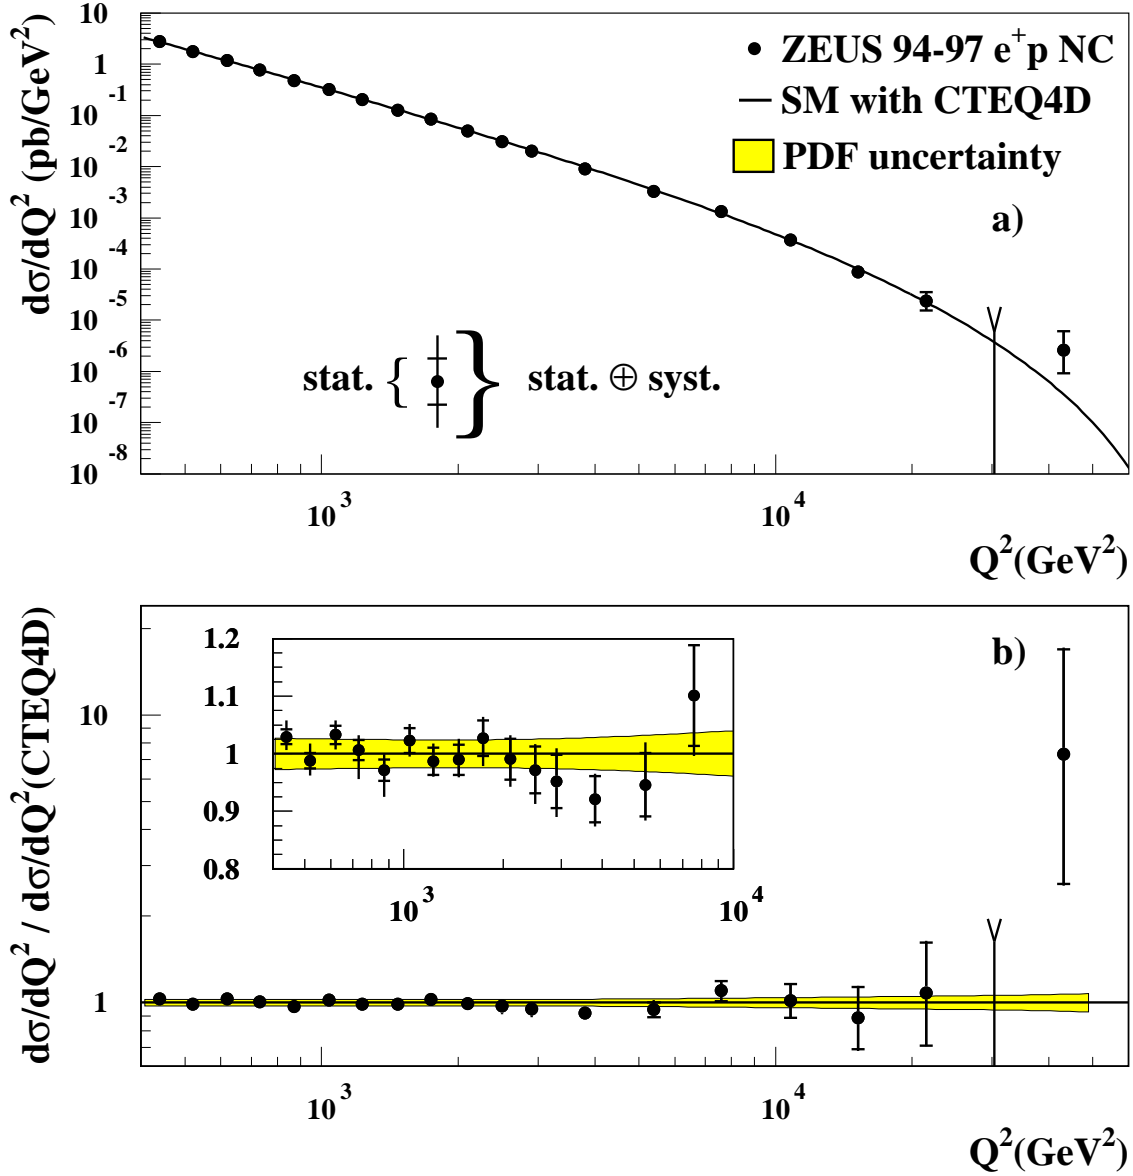 10
1
10 -1
10 -2
10 -3
10 -4
10 -5
10 -6
10 -7
10 -8
dσ/dQ² (pb/GeV²)
ZEUS 94-97 e⁺p NC
SM with CTEQ4D
PDF uncertainty
a)
stat. { } stat. ⊕ syst.
10³ 10⁴
Q²(GeV²)
dσ/dQ² / dσ/dQ²(CTEQ4D)
10
1
b)
1.2
1.1
1
0.9
0.8
10³ 10⁴
10³ 10⁴
Q²(GeV²)